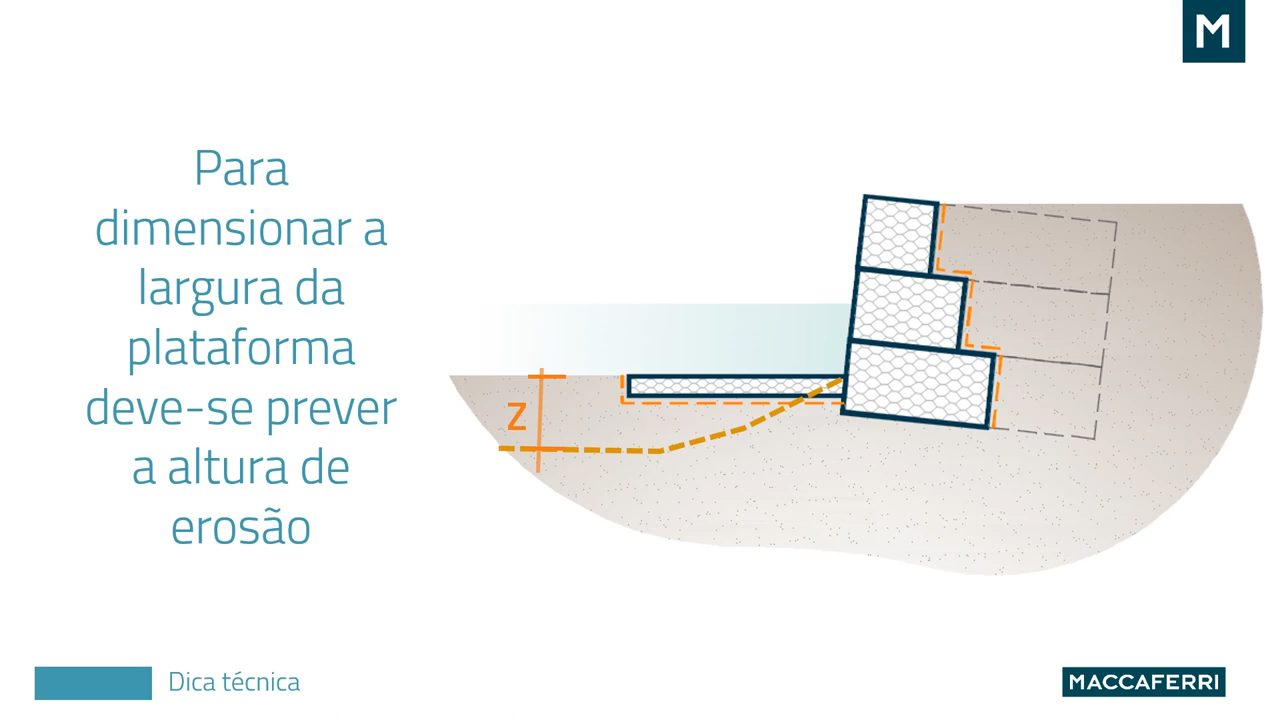 M
Para
dimensionar a
largura da
plataforma
deve-se prever
a altura de
erosão
Z
Dica técnica
MACCAFERRI